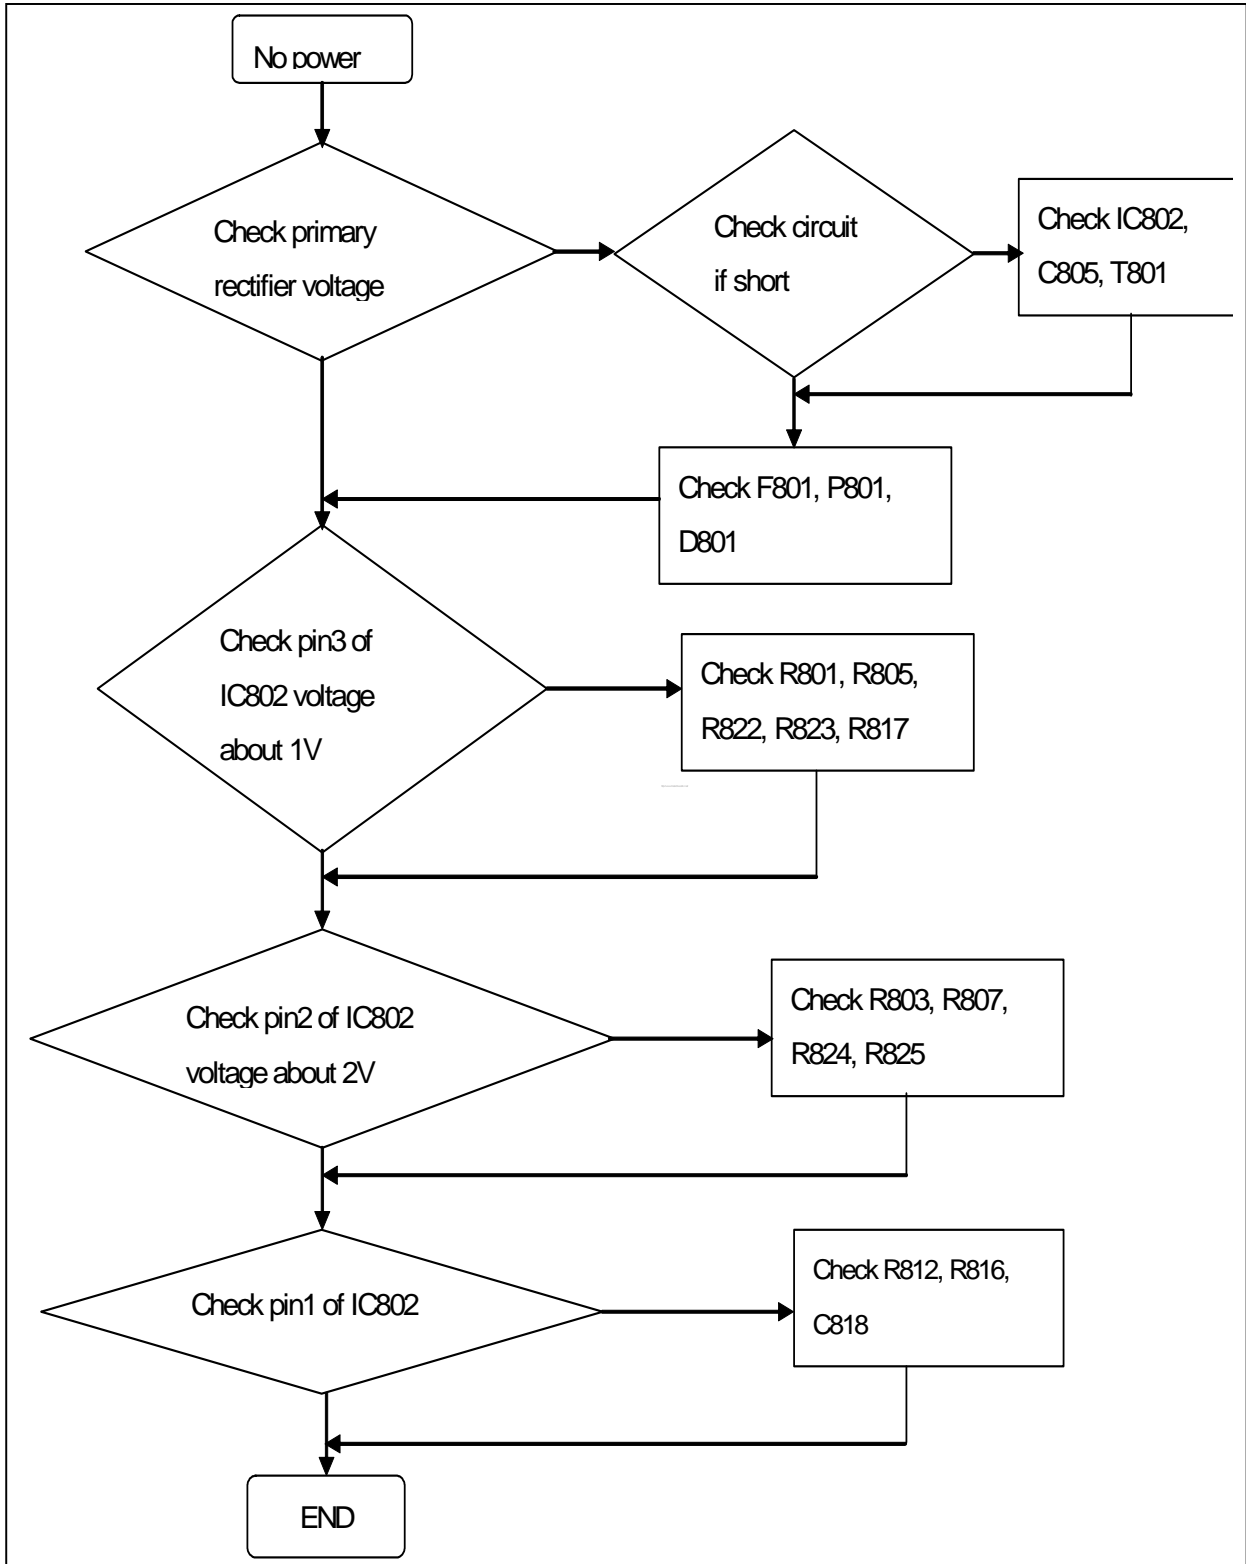 No power
Check primary
rectifier voltage
Check circuit
if short
Check IC802,
C805, T801
Check F801, P801,
D801
Check pin3 of
IC802 voltage
about 1V
Check R801, R805,
R822, R823, R817
Check pin2 of IC802
voltage about 2V
Check R803, R807,
R824, R825
Check pin1 of IC802
Check R812, R816,
C818
END